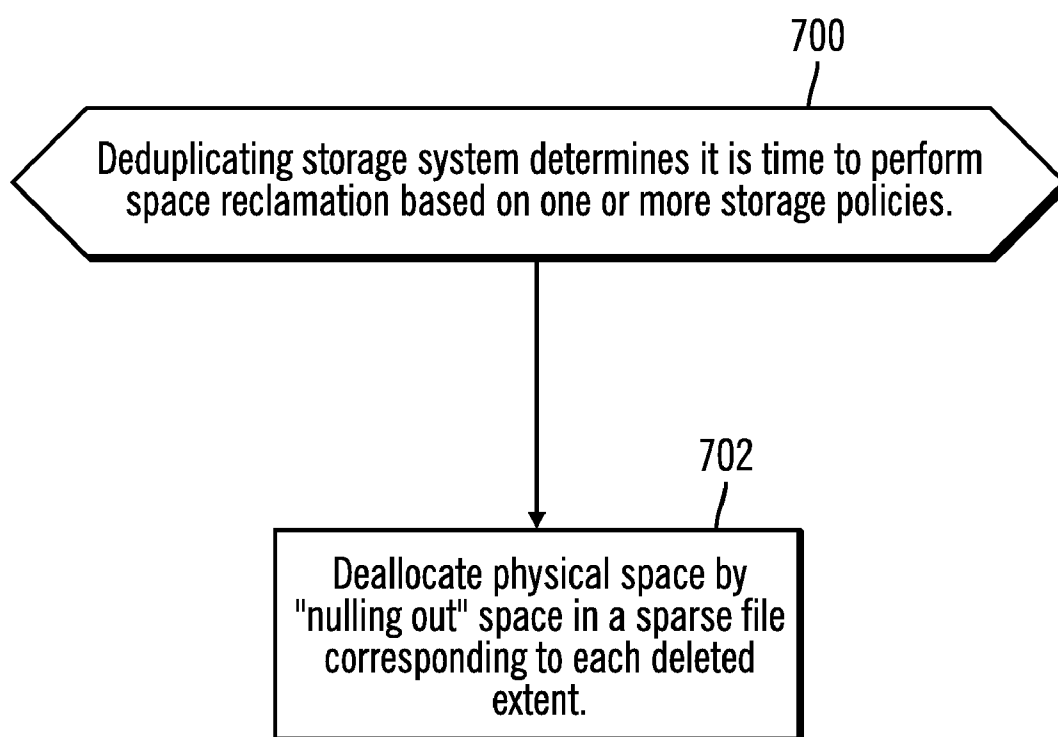 700
Deduplicating storage system determines it is time to perform
space reclamation based on one or more storage policies.
702
Deallocate physical space by
"nulling out" space in a sparse file
corresponding to each deleted
extent.